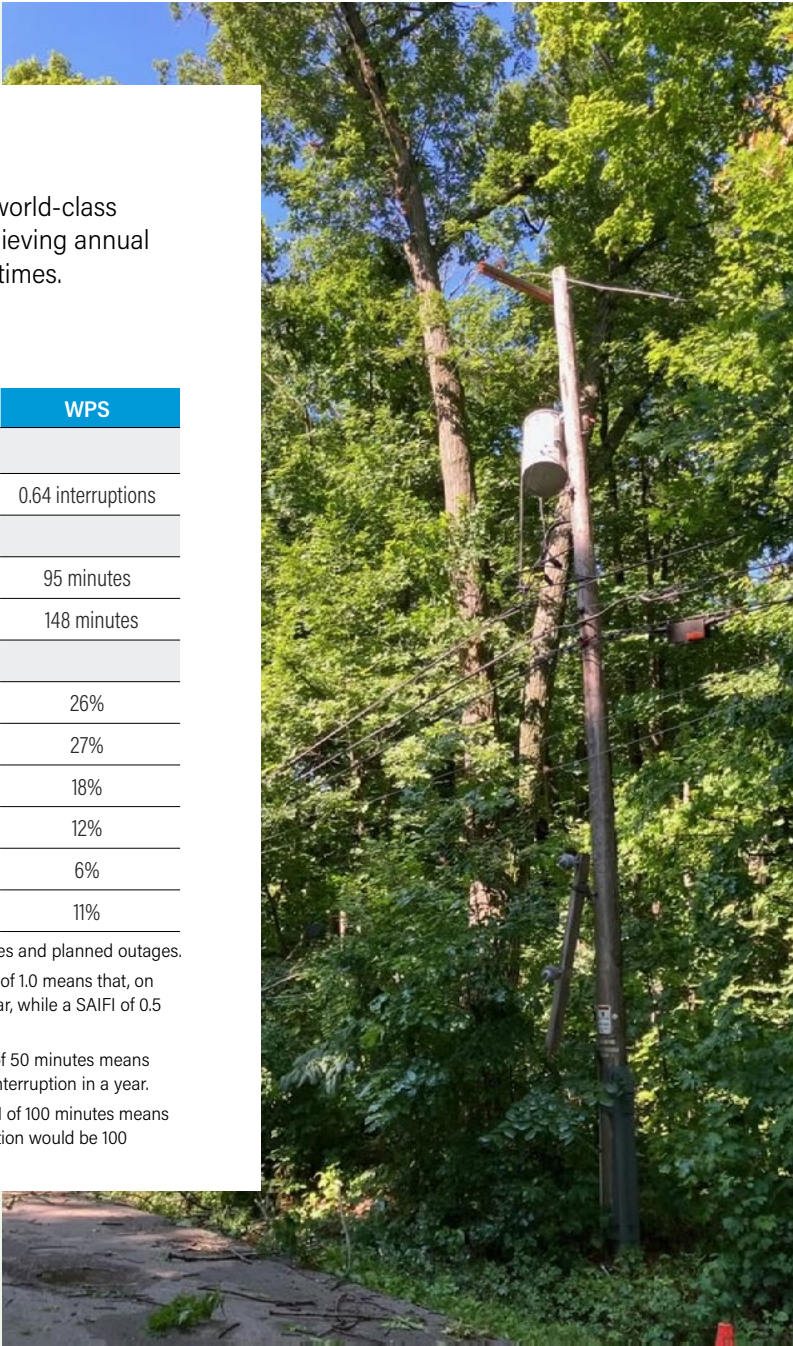 world-class
ieving annual
times.
WPS
0.64 interruptions
95 minutes
148 minutes
26%
27%
18%
12%
6%
11%
es and planned outages.
of 1.0 means that, on
ar, while a SAIFI of 0.5
of 50 minutes means
nterruption in a year.
I of 100 minutes means
tion would be 100